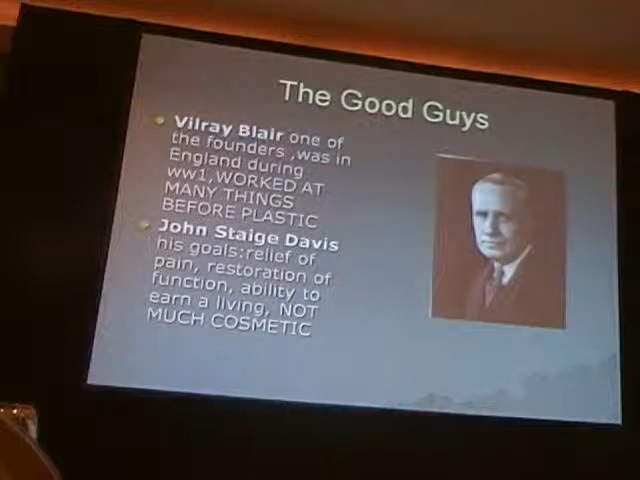 The Good Guys
Vilray Blair one of
the founders ,was in
England during
ww1,WORKED AT
MANY THINGS
BEFORE PLASTIC
John Staige Davis
his goals:relief of
pain, restoration of
function, ability to
earn a living, NOT
MUCH COSMETIC